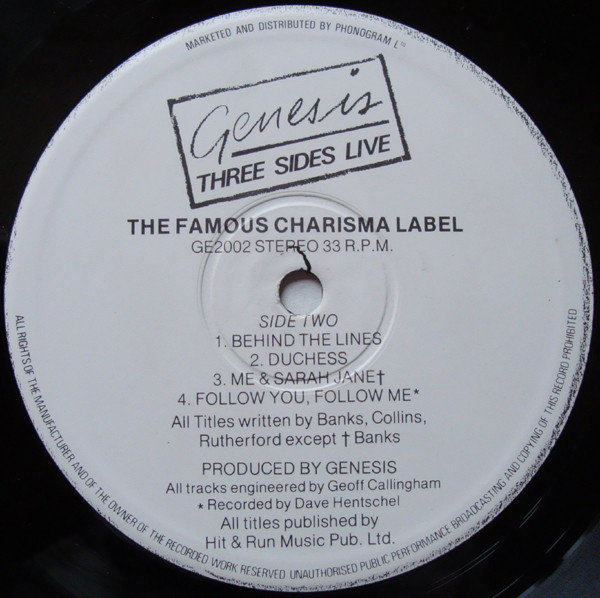 MARKETED AND DISTRIBUTED BY PHONOGRAM L™
Genesis
THREE SIDES LIVE
THE FAMOUS CHARISMA LABEL
GE2002 STEREO 33 R.P.M.
SIDE TWO
1. BEHIND THE LINES
2. DUCHESS
3. ME & SARAH JANE†
4. FOLLOW YOU, FOLLOW ME*
All Titles written by Banks, Collins,
Rutherford except † Banks
PRODUCED BY GENESIS
All tracks engineered by Geoff Callingham
* Recorded by Dave Hentschel
All titles published by
Hit & Run Music Pub. Ltd.
ALL RIGHTS OF THE MANUFACTURER AND OF THE OWNER OF THE RECORDED WORK RESERVED UNAUTHORISED PUBLIC PERFORMANCE BROADCASTING AND COPYING OF THIS RECORD PROHIBITED